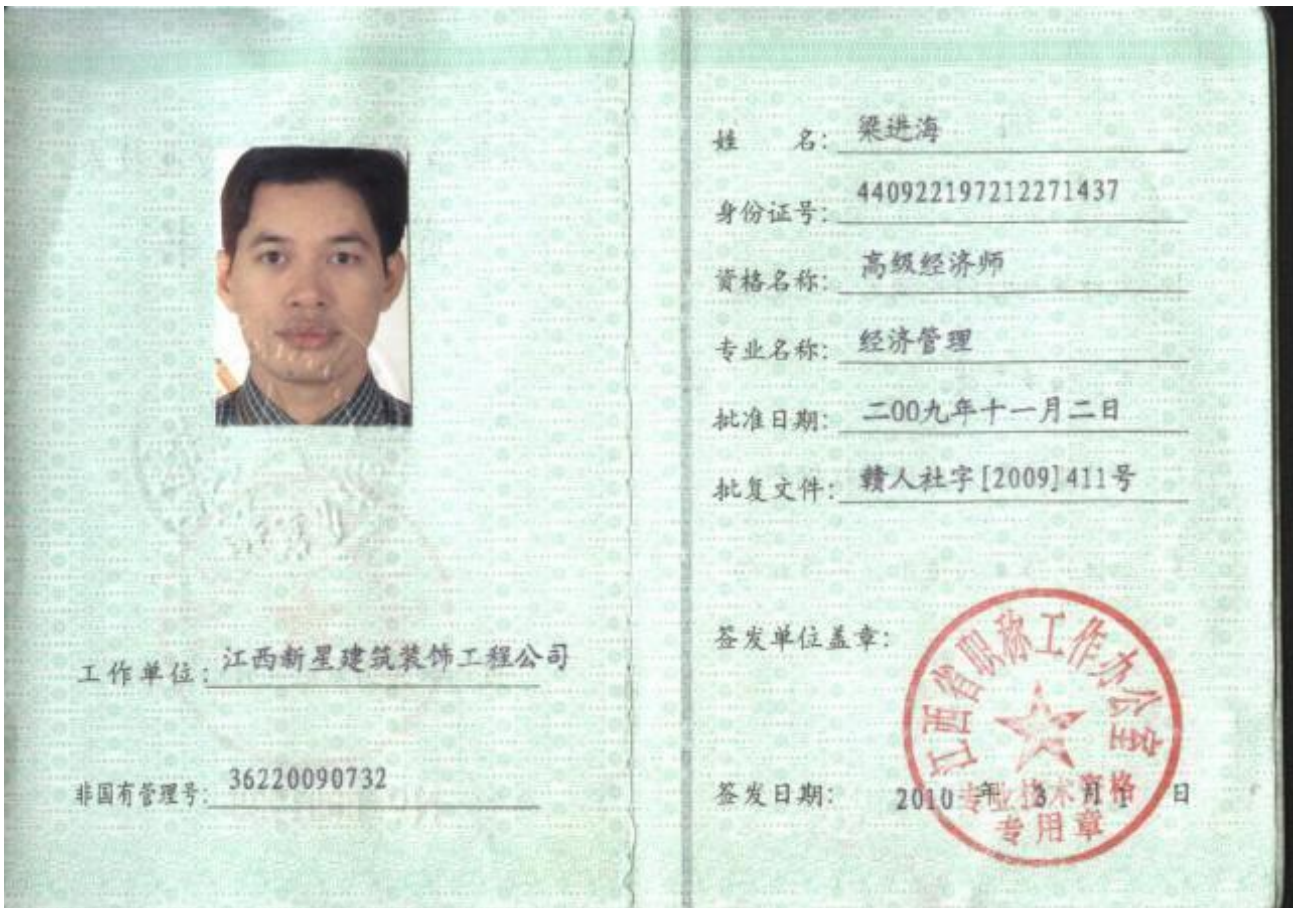 工作单位:江西新星建筑装饰工程公司
非国有管理号:36220090732
姓 名:梁进海
身份证号:440922197212271437
资格名称:高级经济师
专业名称:经济管理
批准日期:二00九年十一月二日
批复文件:赣人社字[2009]411号
签发单位盖章:
江西省职称工作办公室
专业技术资格
专用章
签发日期: 2010 年 3 月 1 日